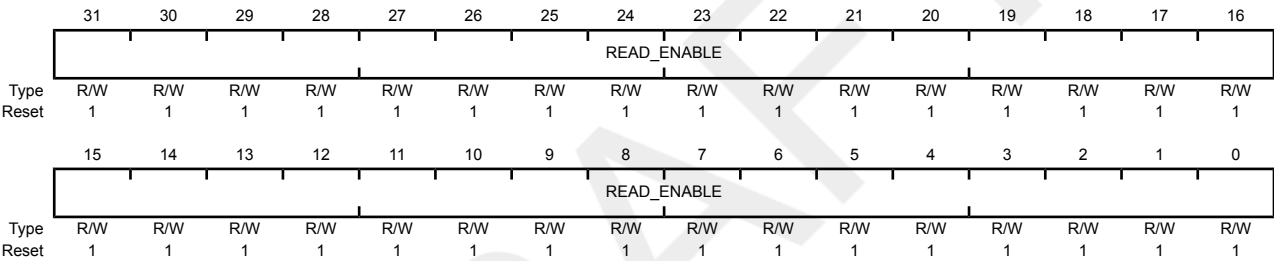 31 30 29 28 27 26 25 24 23 22 21 20 19 18 17 16
READ_ENABLE
Type R/W R/W R/W R/W R/W R/W R/W R/W R/W R/W R/W R/W R/W R/W R/W R/W
Reset 1 1 1 1 1 1 1 1 1 1 1 1 1 1 1 1
15 14 13 12 11 10 9 8 7 6 5 4 3 2 1 0
READ_ENABLE
Type R/W R/W R/W R/W R/W R/W R/W R/W R/W R/W R/W R/W R/W R/W R/W R/W
Reset 1 1 1 1 1 1 1 1 1 1 1 1 1 1 1 1